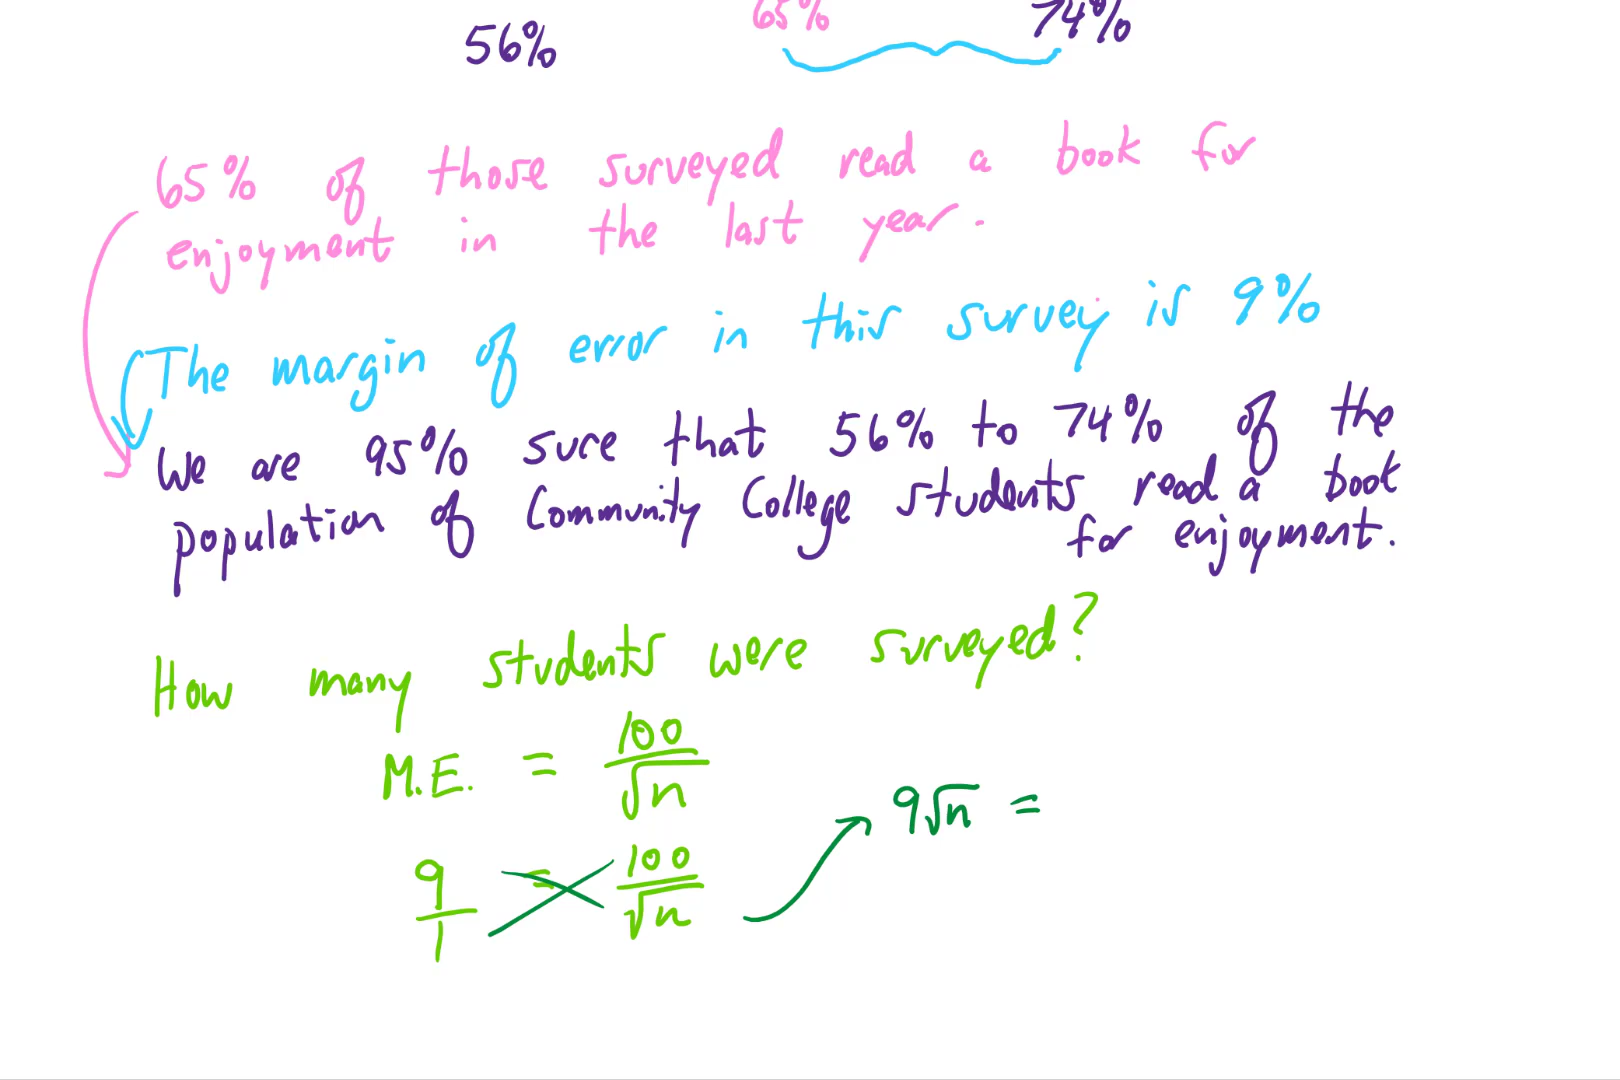 56% 65% 74%
65% of those surveyed read a book for
enjoyment in the last year.
The margin of error in this survey is 9%
We are 95% sure that 56% to 74% of the
population of Community College students read a book
for enjoyment.
How many students were surveyed?
M.E. = 100/√n
9√n =
9/1 = 100/√n